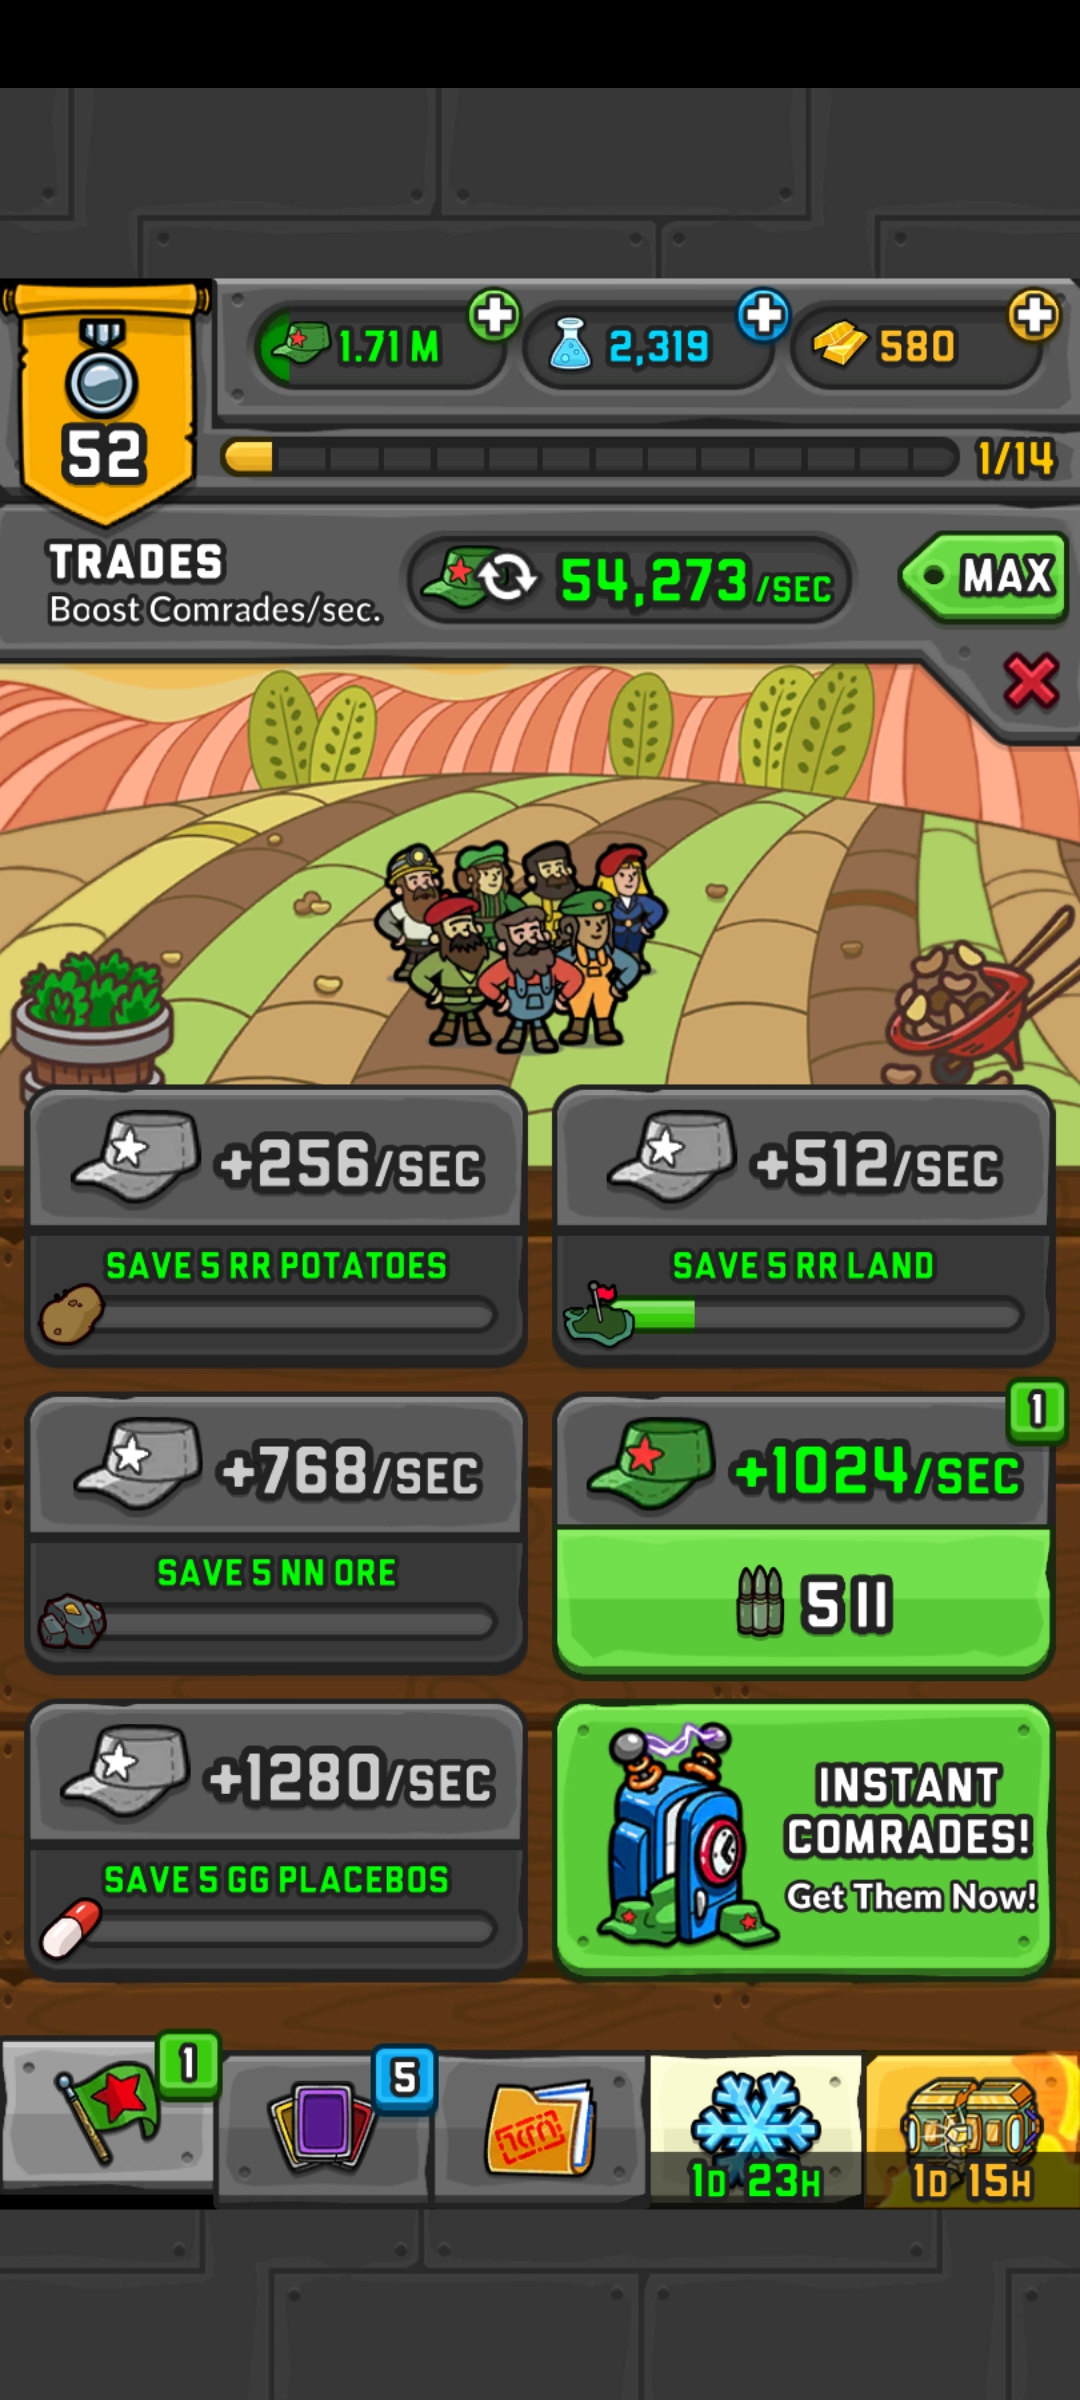 1.71 M
2,319
580
52
1/14
TRADES
Boost Comrades/sec.
54,273/SEC
MAX
+256/SEC
+512/SEC
SAVE 5 RR POTATOES
SAVE 5 RR LAND
+768/SEC
1
+1024/SEC
SAVE 5 NN ORE
5 II
+1280/SEC
INSTANT
COMRADES!
Get Them Now!
SAVE 5 GG PLACEBOS
1
5
1D 23H
1D 15H